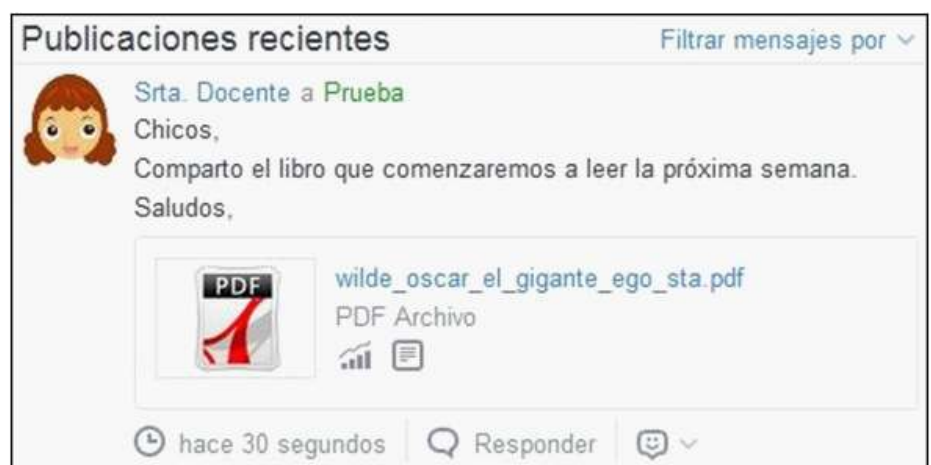 Publicaciones recientes
Filtrar mensajes por
Srta. Docente a Prueba
Chicos,
Comparto el libro que comenzaremos a leer la próxima semana.
Saludos,
PDF
wilde_oscar_el_gigante_ego_sta.pdf
PDF Archivo
hace 30 segundos
Responder